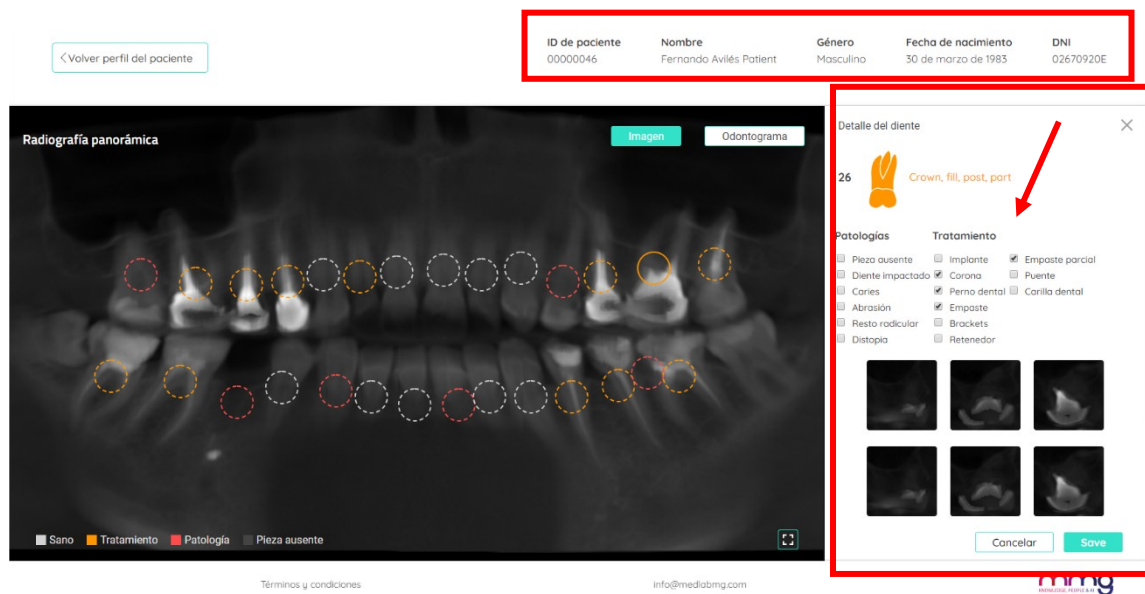 <Volver perfil del paciente
ID de paciente
00000046
Nombre
Fernando Avilés Patient
Género
Masculino
Fecha de nacimiento
30 de marzo de 1983
DNI
02670920E
Radiografía panorámica
Imagen
Odontograma
Detalle del diente
26
Crown, fill, post, part
Patologías
Pieza ausente
Diente impactado
Caries
Abrasión
Resto radicular
Distopia
Tratamiento
Implante
Corona
Perno dental
Empaste
Brackets
Retenedor
Empaste parcial
Puente
Carilla dental
Sano
Tratamiento
Patología
Pieza ausente
Cancelar
Save
Términos y condiciones
info@medlabmg.com
mmg
KNOWLEDGE, PEOPLE & AI